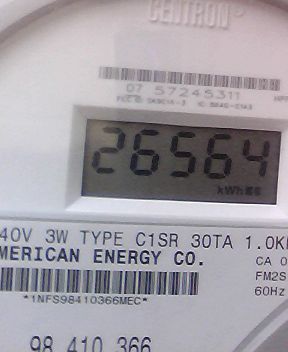 CENTRON®
07 57245311
26564
kWh
40V 3W TYPE C1SR 30TA 1.0K
MERICAN ENERGY CO.
CA 0
FM2S
60Hz
*1NFS98410366MEC*
98 410 366